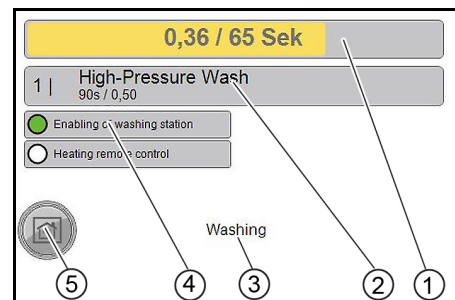 0,36 / 65 Sek
1 | High-Pressure Wash
90s / 0,50
Enabling of washing station
Heating remote control
Washing
5 4 3 2 1